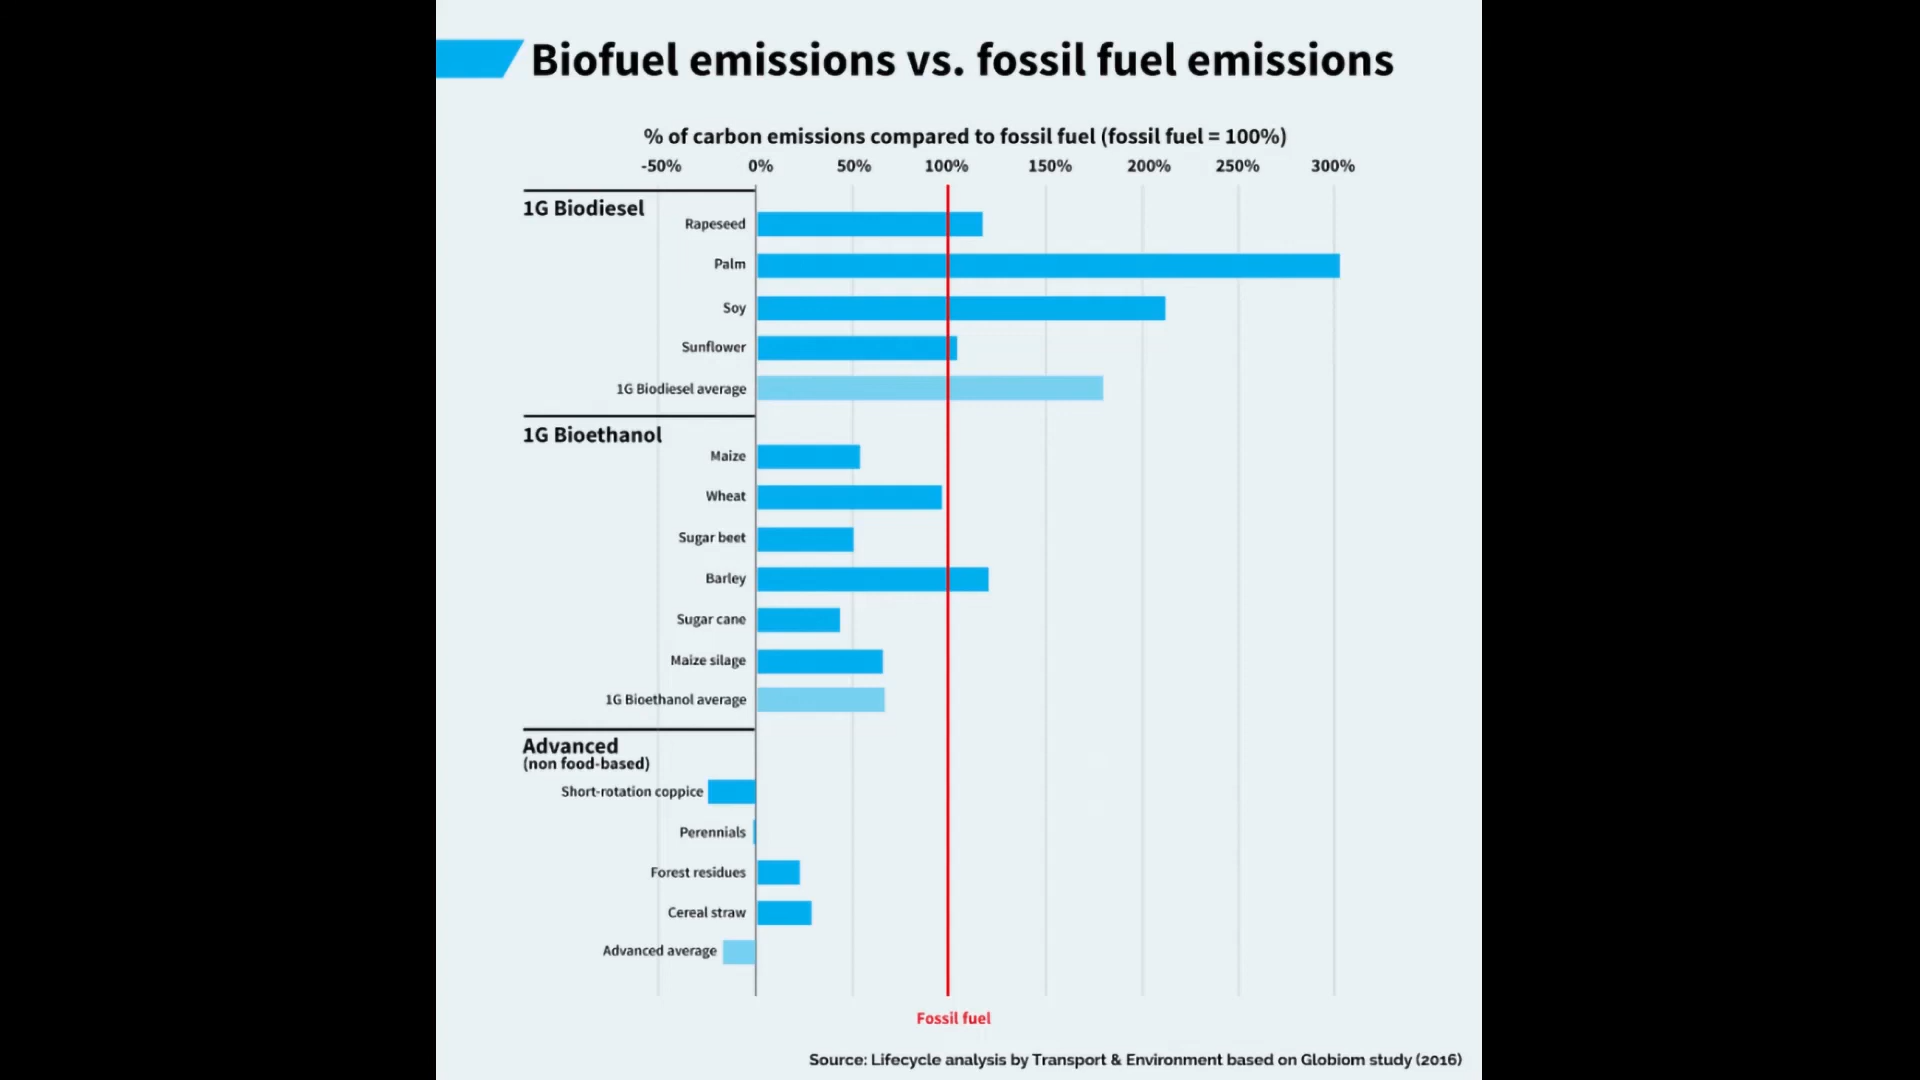 Biofuel emissions vs. fossil fuel emissions
% of carbon emissions compared to fossil fuel (fossil fuel = 100%)
-50% 0% 50% 100% 150% 200% 250% 300%
1G Biodiesel
Rapeseed
Palm
Soy
Sunflower
1G Biodiesel average
1G Bioethanol
Maize
Wheat
Sugar beet
Barley
Sugar cane
Maize silage
1G Bioethanol average
Advanced
(non food-based)
Short-rotation coppice
Perennials
Forest residues
Cereal straw
Advanced average
Fossil fuel
Source: Lifecycle analysis by Transport & Environment based on Globiom study (2016)